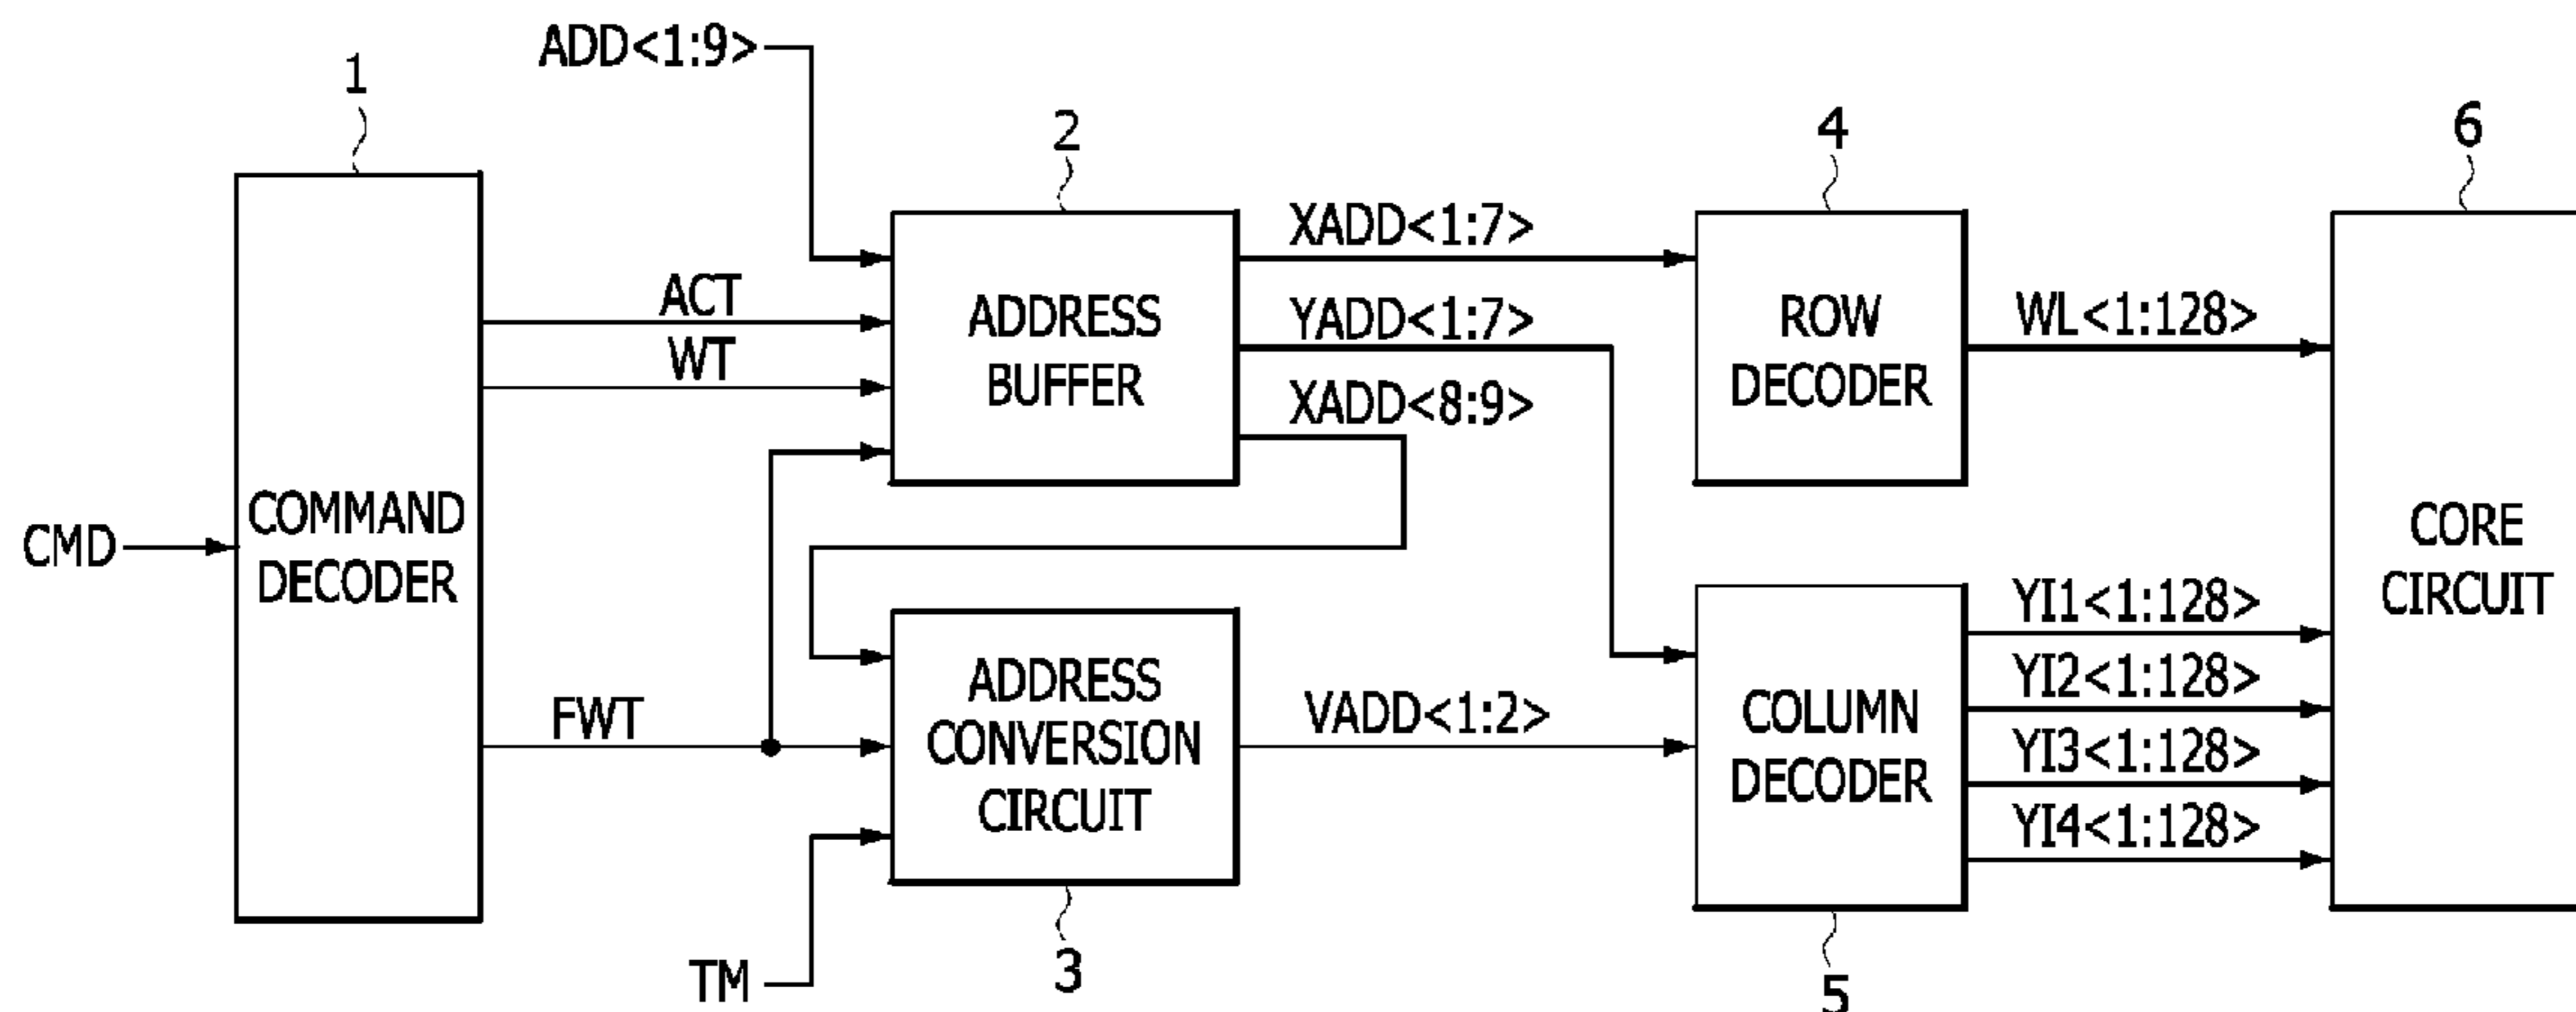 ADD<1:9>
1
2
4
6
XADD<1:7>
ACT
ADDRESS
BUFFER
YADD<1:7>
ROW
DECODER
WL<1:128>
WT
XADD<8:9>
CMD
COMMAND
DECODER
CORE
CIRCUIT
YI1<1:128>
ADDRESS
CONVERSION
CIRCUIT
YI2<1:128>
FWT
VADD<1:2>
COLUMN
DECODER
YI3<1:128>
YI4<1:128>
TM
3
5